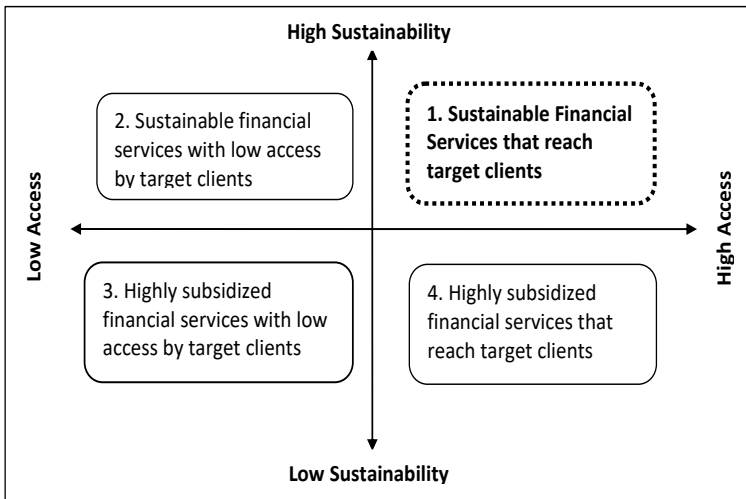 High Sustainability
2. Sustainable financial
services with low access
by target clients
1. Sustainable Financial
Services that reach
target clients
Low Access
High Access
3. Highly subsidized
financial services with low
access by target clients
4. Highly subsidized
financial services that
reach target clients
Low Sustainability